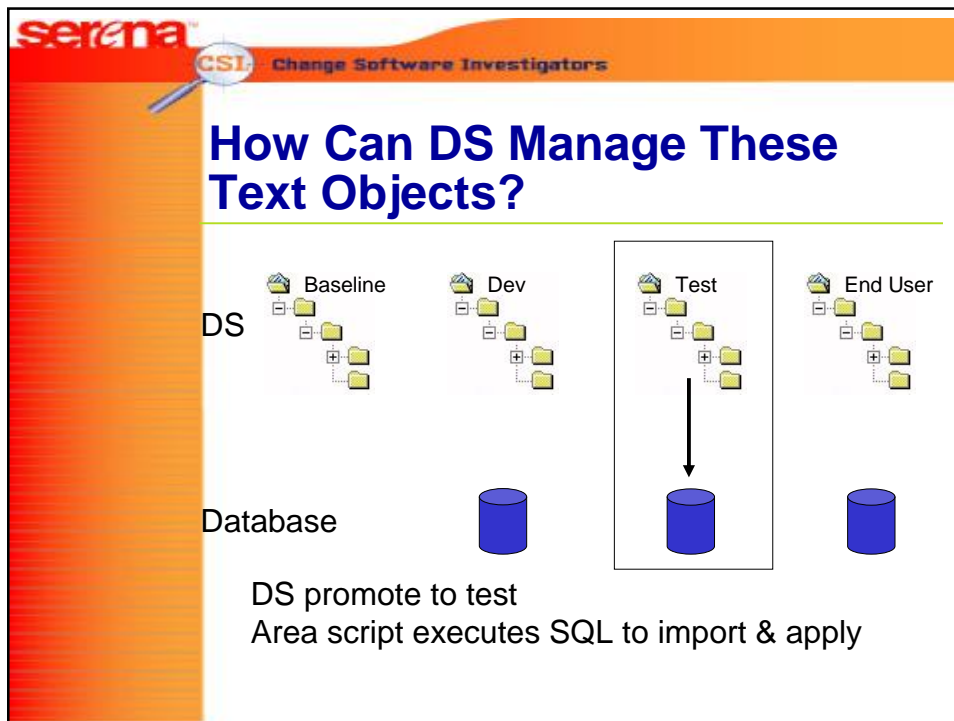 serena™
CSI Change Software Investigators
How Can DS Manage These
Text Objects?
Baseline Dev Test End User
DS
Database
DS promote to test
Area script executes SQL to import & apply